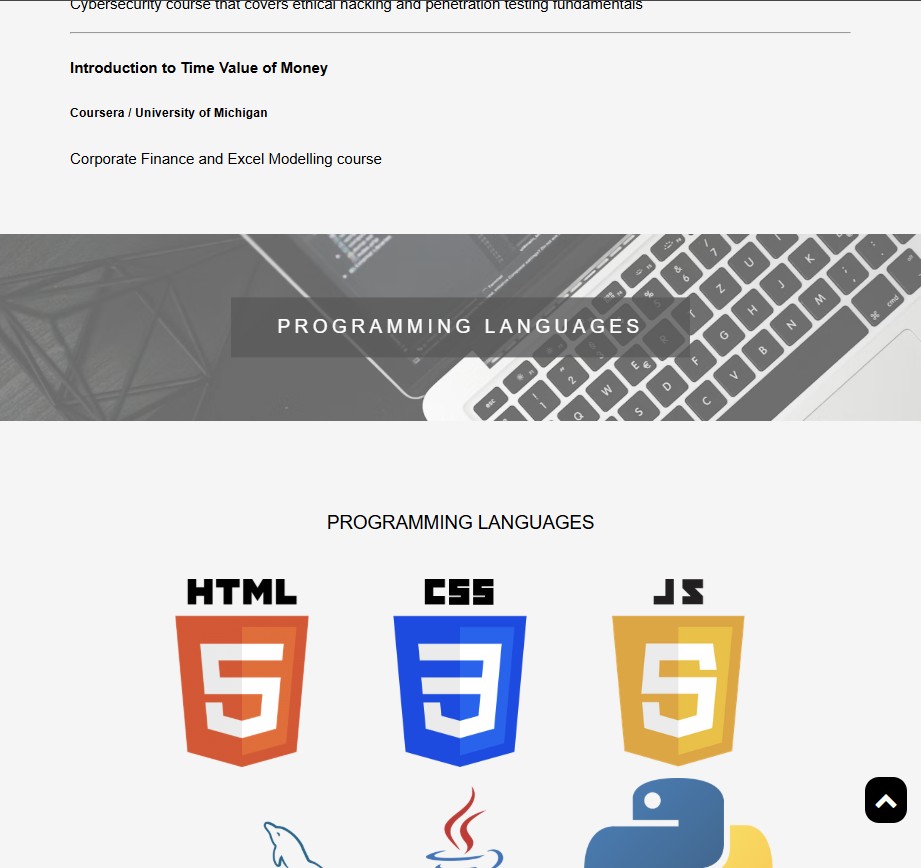 Cybersecurity course that covers ethical hacking and penetration testing fundamentals
Introduction to Time Value of Money
Coursera / University of Michigan
Corporate Finance and Excel Modelling course
PROGRAMMING LANGUAGES
PROGRAMMING LANGUAGES
HTML CSS JS
5 3 5